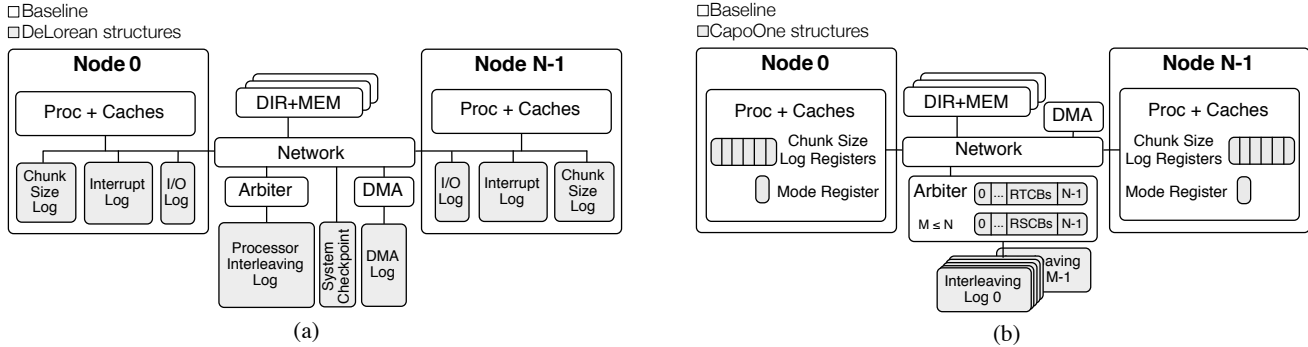 Baseline
DeLorean structures
Node 0
Proc + Caches
Chunk
Size
Log
Interrupt
Log
I/O
Log
DIR+MEM
Network
Arbiter
DMA
Processor
Interleaving
Log
System
Checkpoint
DMA
Log
Node N-1
Proc + Caches
I/O
Log
Interrupt
Log
Chunk
Size Log
(a)
Baseline
CapoOne structures
Node 0
Proc + Caches
Chunk Size
Log Registers
Mode Register
DIR+MEM
DMA
Network
Arbiter
0 ... RTCBs N-1
M ≤ N
0 ... RSCBs N-1
Interleaving
Log 0
eaving
M-1
Node N-1
Proc + Caches
Chunk Size
Log Registers
Mode Register
(b)